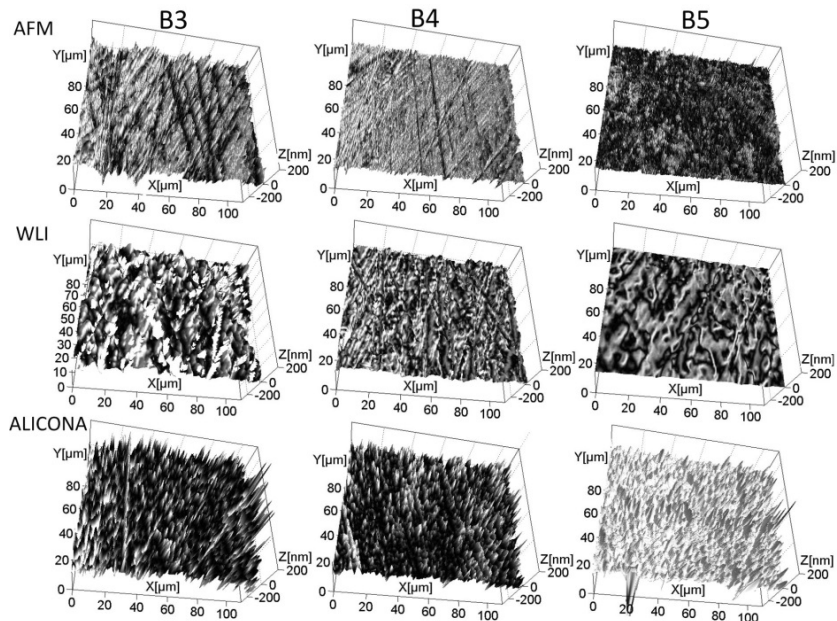 B3 B4 B5
AFM
Y[µm] Y[µm] Y[µm]
80 80 80
60 60 60
40 40 40
20 Z[nm] 20 Z[nm] 20 Z[nm]
200 200 200
0 X[µm] 0 0 X[µm] 0 0 X[µm] 0
0 20 40 60 80 100 -200 0 20 40 60 80 100 -200 0 20 40 60 80 100 -200
WLI
Y[µm] Y[µm] Y[µm]
80 80 80
70
60 60 60
50
40 40 40
30
20 Z[nm] 20 Z[nm] 20 Z[nm]
10 200 200 200
0 X[µm] 0 0 X[µm] 0 0 X[µm] 0
0 20 40 60 80 100 -200 0 20 40 60 80 100 -200 0 20 40 60 80 100 -200
ALICONA
Y[µm] Y[µm] Y[µm]
80 80 80
60 60 60
40 40 40
20 Z[nm] 20 Z[nm] 20 Z[nm]
200 200 200
0 X[µm] 0 0 X[µm] 0 0 X[µm] 0
0 20 40 60 80 100 -200 0 20 40 60 80 100 -200 0 20 40 60 80 100 -200